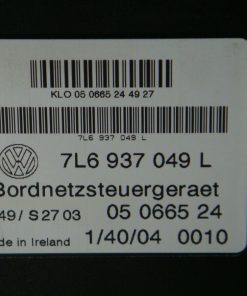 KLO 05 0665 24 49 27
7L6 937 049 L
7L6 937 049 L
Bordnetzsteuergeraet
49/ S 27 03 05 0665 24
de in Ireland 1/40/04 0010